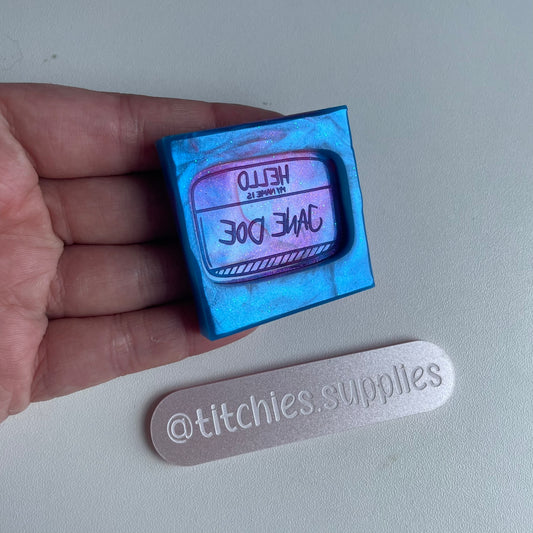 HELLO
MY NAME IS
JANE DOE
@titchies.supplies